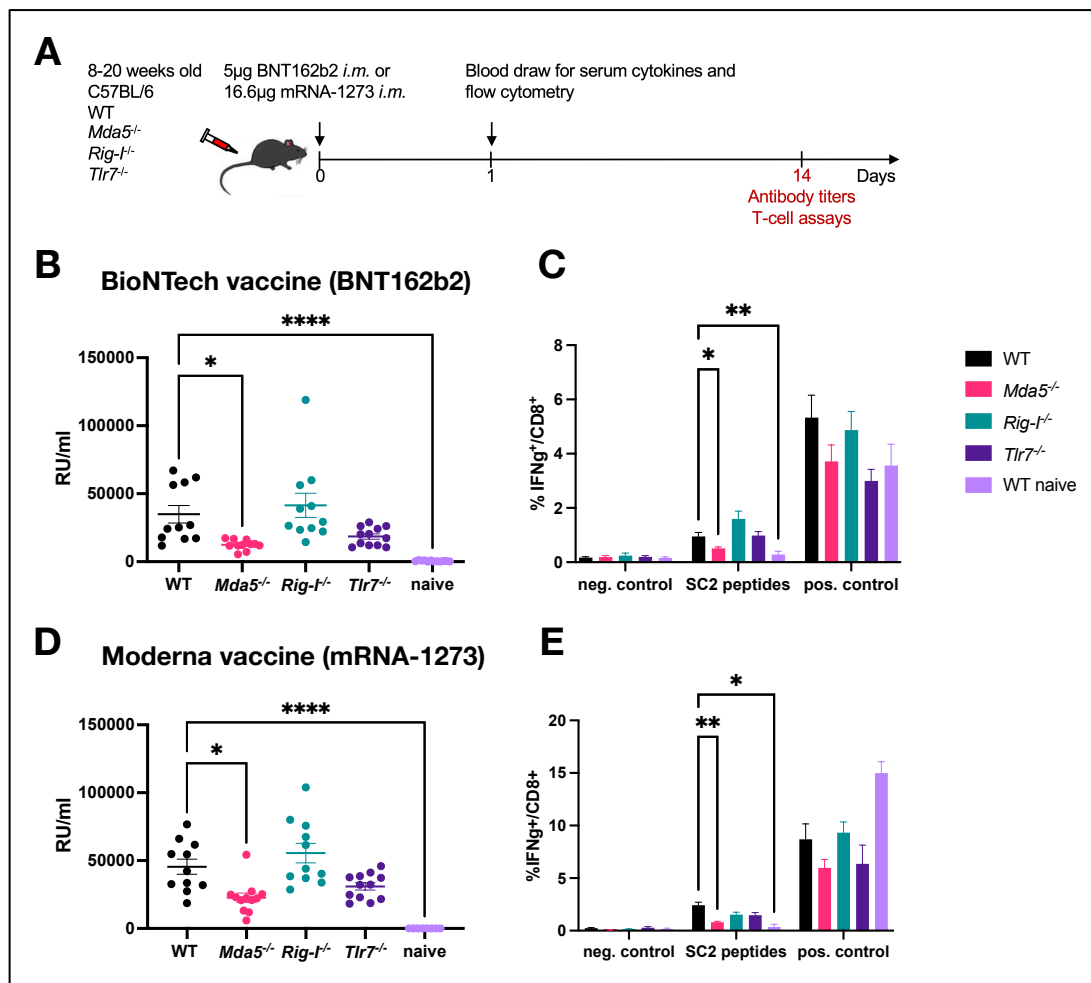 A
8-20 weeks old
C57BL/6
WT
Mda5-/-
Rig-I-/-
Tlr7-/-
5µg BNT162b2 i.m. or
16.6µg mRNA-1273 i.m.
Blood draw for serum cytokines and
flow cytometry
0
1
14
Days
Antibody titers
T-cell assays
B
BioNTech vaccine (BNT162b2)
****
*
150000
100000
50000
0
RU/ml
WT
Mda5-/-
Rig-I-/-
Tlr7-/-
naive
C
**
*
8
6
4
2
0
% IFNg+/CD8+
neg. control
SC2 peptides
pos. control
WT
Mda5-/-
Rig-I-/-
Tlr7-/-
WT naive
D
Moderna vaccine (mRNA-1273)
****
*
150000
100000
50000
0
RU/ml
WT
Mda5-/-
Rig-I-/-
Tlr7-/-
naive
E
*
**
20
15
10
5
0
%IFNg+/CD8+
neg. control
SC2 peptides
pos. control